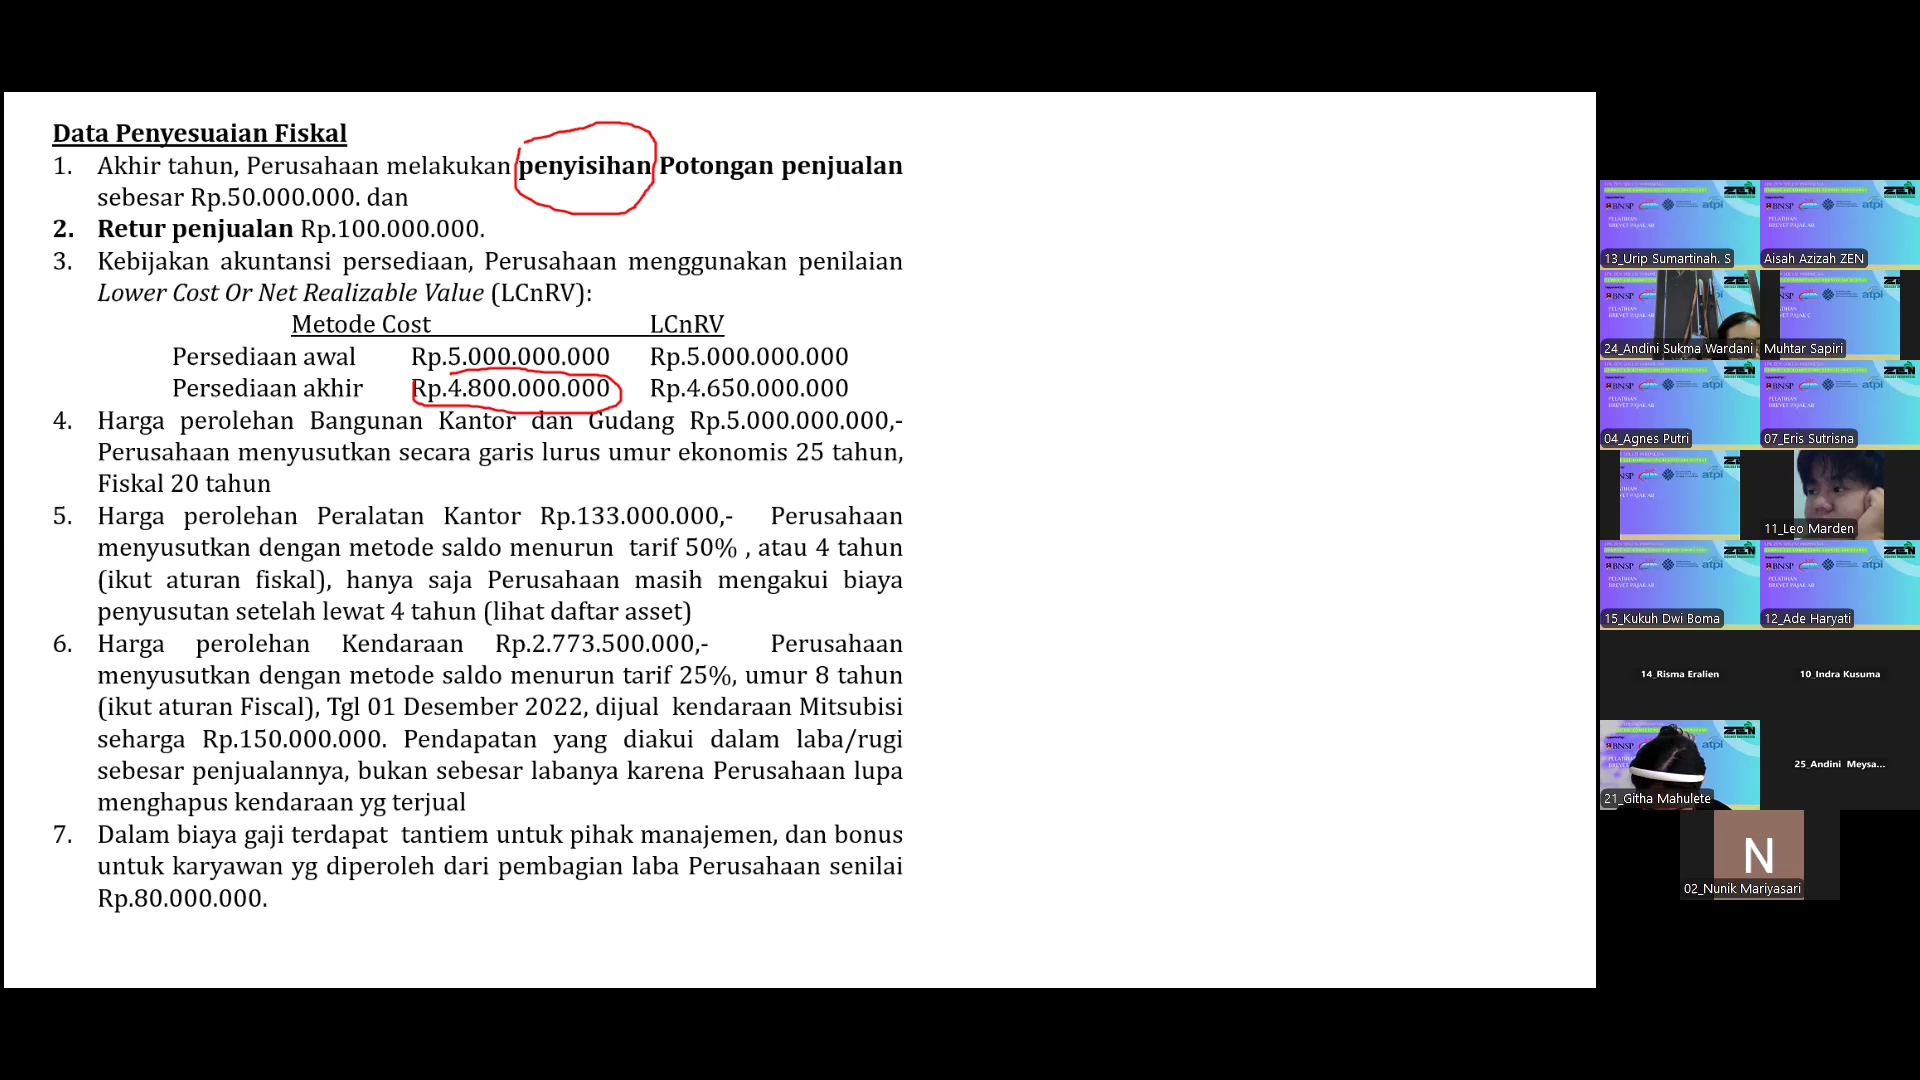 Data Penyesuaian Fiskal
1. Akhir tahun, Perusahaan melakukan penyisihan Potongan penjualan
sebesar Rp.50.000.000. dan
2. Retur penjualan Rp.100.000.000.
3. Kebijakan akuntansi persediaan, Perusahaan menggunakan penilaian
Lower Cost Or Net Realizable Value (LCnRV):
Metode Cost LCnRV
Persediaan awal Rp.5.000.000.000 Rp.5.000.000.000
Persediaan akhir Rp.4.800.000.000 Rp.4.650.000.000
4. Harga perolehan Bangunan Kantor dan Gudang Rp.5.000.000.000,-
Perusahaan menyusutkan secara garis lurus umur ekonomis 25 tahun,
Fiskal 20 tahun
5. Harga perolehan Peralatan Kantor Rp.133.000.000,- Perusahaan
menyusutkan dengan metode saldo menurun tarif 50% , atau 4 tahun
(ikut aturan fiskal), hanya saja Perusahaan masih mengakui biaya
penyusutan setelah lewat 4 tahun (lihat daftar asset)
6. Harga perolehan Kendaraan Rp.2.773.500.000,- Perusahaan
menyusutkan dengan metode saldo menurun tarif 25%, umur 8 tahun
(ikut aturan Fiscal), Tgl 01 Desember 2022, dijual kendaraan Mitsubisi
seharga Rp.150.000.000. Pendapatan yang diakui dalam laba/rugi
sebesar penjualannya, bukan sebesar labanya karena Perusahaan lupa
menghapus kendaraan yg terjual
7. Dalam biaya gaji terdapat tantiem untuk pihak manajemen, dan bonus
untuk karyawan yg diperoleh dari pembagian laba Perusahaan senilai
Rp.80.000.000.
13_Urip Sumartinah. S
Aisah Azizah ZEN
24_Andini Sukma Wardani
Muhtar Sapiri
04_Agnes Putri
07_Eris Sutrisna
11_Leo Marden
15_Kukuh Dwi Boma
12_Ade Haryati
14_Risma Eralien
10_Indra Kusuma
21_Githa Mahulete
25_Andini Meysa...
N
02_Nunik Mariyasari
ZEN
BNSP
atpi
PELATIHAN
BREVET PAJAK AB